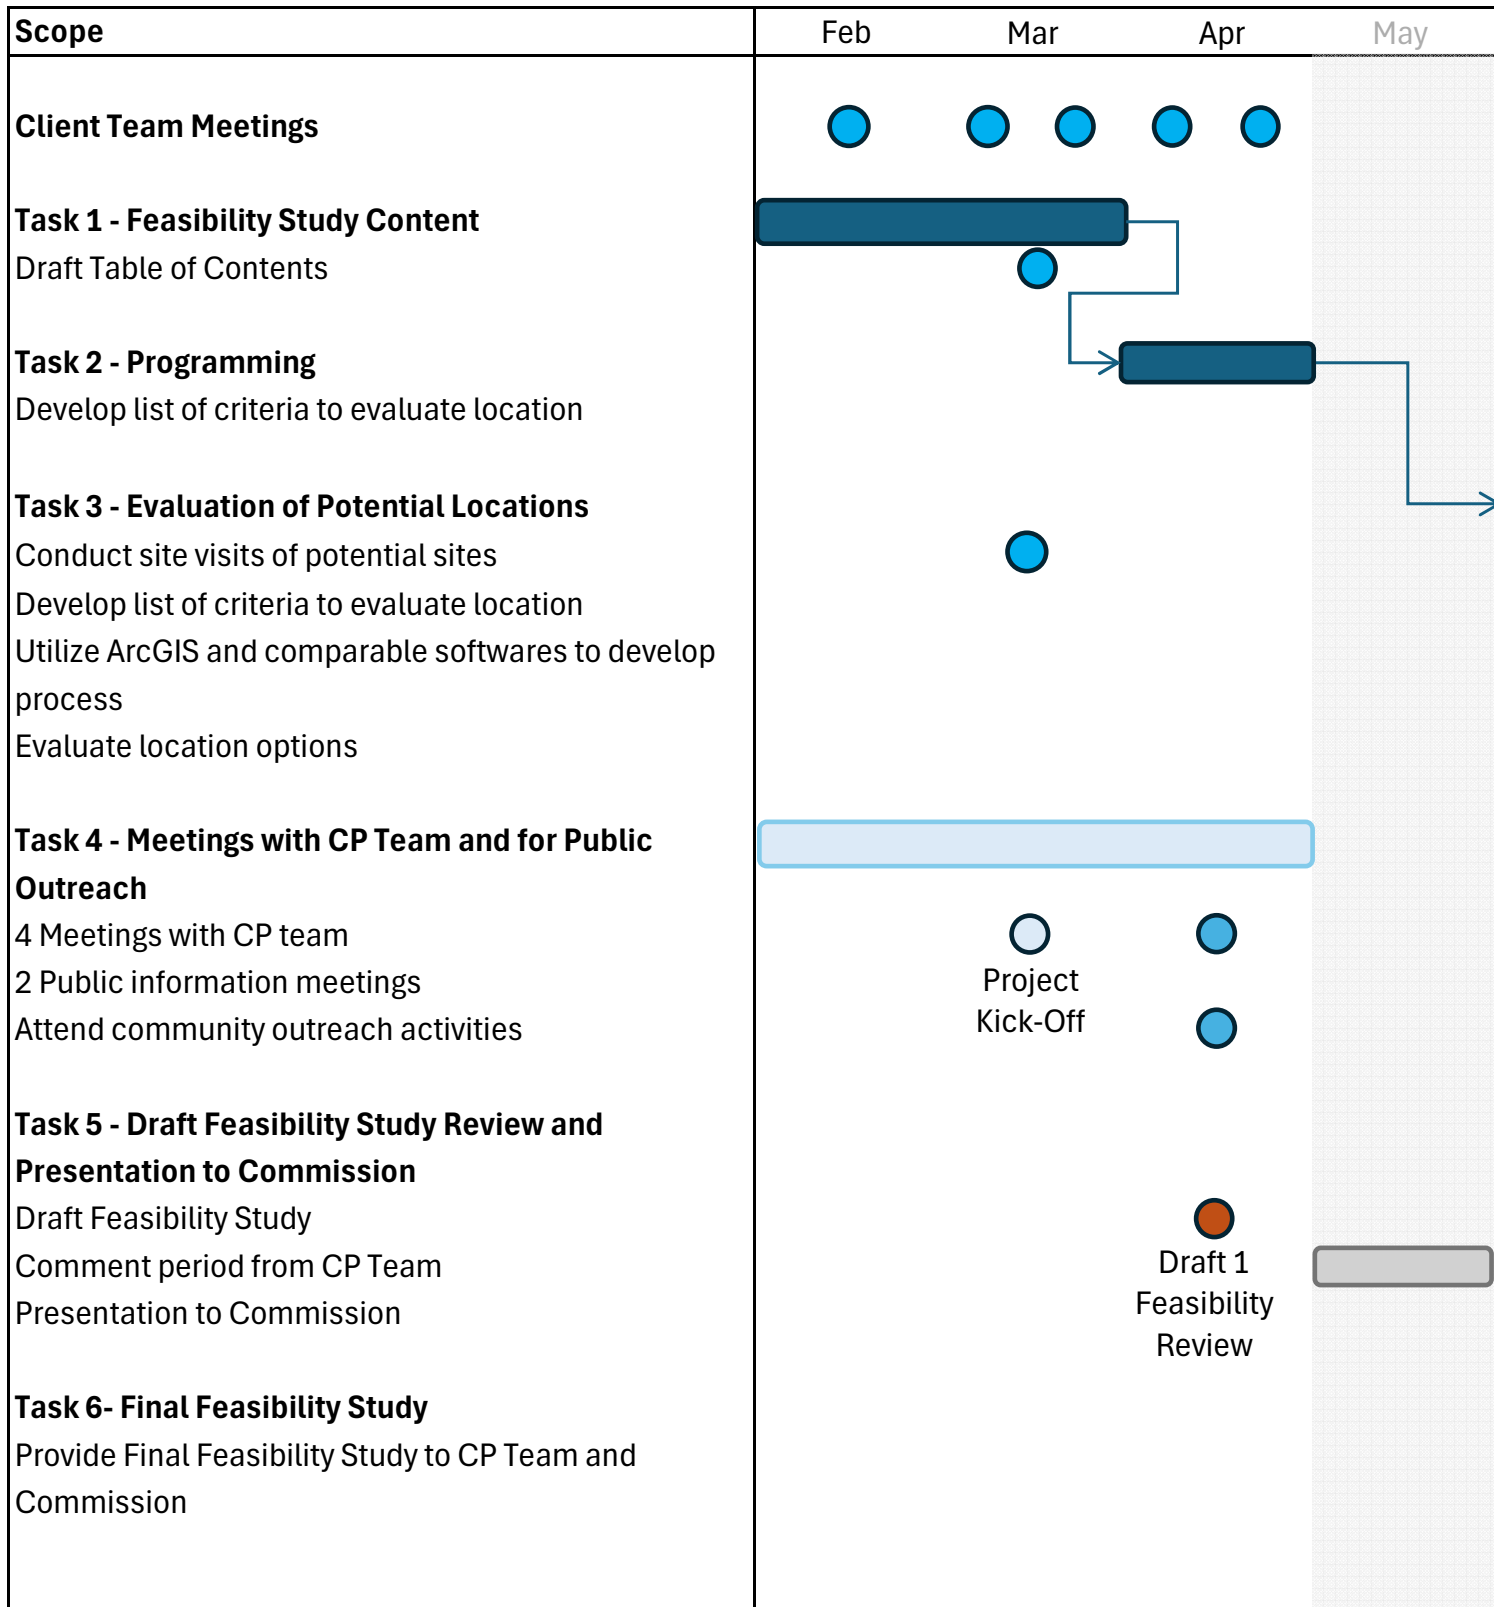 Scope Feb Mar Apr May
Client Team Meetings
Task 1 - Feasibility Study Content
Draft Table of Contents
Task 2 - Programming
Develop list of criteria to evaluate location
Task 3 - Evaluation of Potential Locations
Conduct site visits of potential sites
Develop list of criteria to evaluate location
Utilize ArcGIS and comparable softwares to develop
process
Evaluate location options
Task 4 - Meetings with CP Team and for Public
Outreach
4 Meetings with CP team
2 Public information meetings
Attend community outreach activities
Project
Kick-Off
Task 5 - Draft Feasibility Study Review and
Presentation to Commission
Draft Feasibility Study
Comment period from CP Team
Presentation to Commission
Draft 1
Feasibility
Review
Task 6- Final Feasibility Study
Provide Final Feasibility Study to CP Team and
Commission